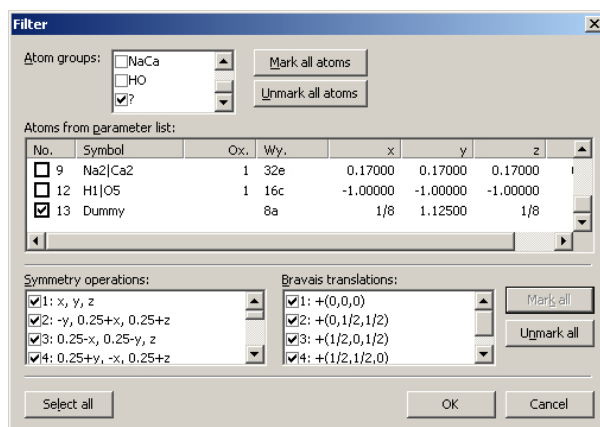 Filter
Atom groups:
NaCa
HO
?
Mark all atoms
Unmark all atoms
Atoms from parameter list:
No. Symbol Ox. Wy. x y z
9 Na2|Ca2 1 32e 0.17000 0.17000 0.17000
12 H1|O5 1 16c -1.00000 -1.00000 -1.00000
13 Dummy 8a 1/8 1.12500 1/8
Symmetry operations:
1: x, y, z
2: -y, 0.25+x, 0.25+z
3: 0.25-x, 0.25-y, z
4: 0.25+y, -x, 0.25+z
Bravais translations:
1: +(0,0,0)
2: +(0,1/2,1/2)
3: +(1/2,0,1/2)
4: +(1/2,1/2,0)
Mark all
Unmark all
Select all
OK
Cancel